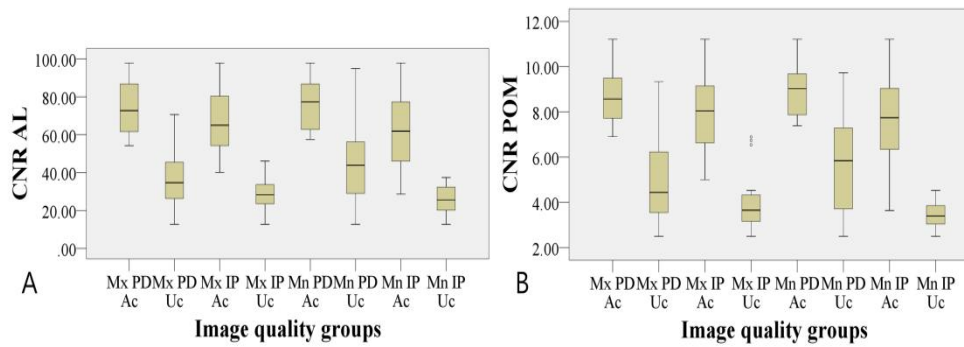 CNR AL
100.00
80.00
60.00
40.00
20.00
.00
Mx PD Mx PD Mx IP Mx IP Mn PD Mn PD Mn IP Mn IP
Ac Uc Ac Uc Ac Uc Ac Uc
Image quality groups
A
CNR POM
12.00
10.00
8.00
6.00
4.00
2.00
Mx PD Mx PD Mx IP Mx IP Mn PD Mn PD Mn IP Mn IP
Ac Uc Ac Uc Ac Uc Ac Uc
Image quality groups
B